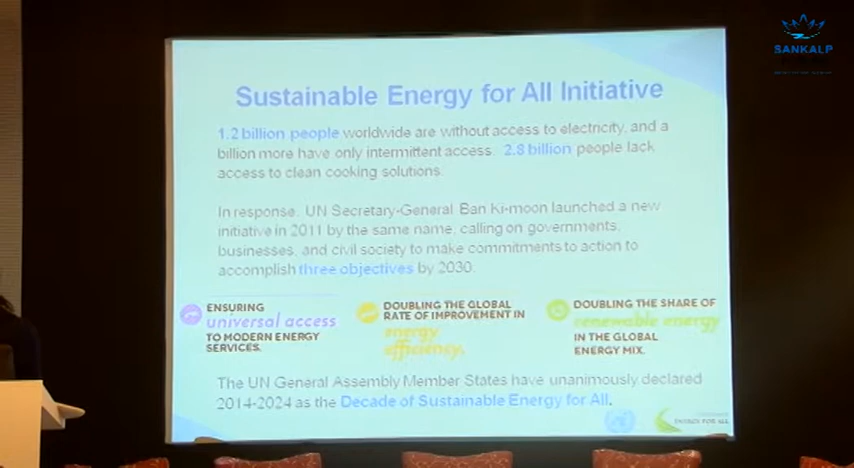 SANKALP
Sustainable Energy for All Initiative
1.2 billion people worldwide are without access to electricity, and a
billion more have only intermittent access. 2.8 billion people lack
access to clean cooking solutions.
In response, UN Secretary-General Ban Ki-moon launched a new
initiative in 2011 by the same name, calling on governments,
businesses, and civil society to make commitments to action to
accomplish three objectives by 2030.
ENSURING
universal access
TO MODERN ENERGY
SERVICES.
DOUBLING THE GLOBAL
RATE OF IMPROVEMENT IN
energy
efficiency.
DOUBLING THE SHARE OF
renewable energy
IN THE GLOBAL
ENERGY MIX.
The UN General Assembly Member States have unanimously declared
2014-2024 as the Decade of Sustainable Energy for All.
ENERGY FOR ALL